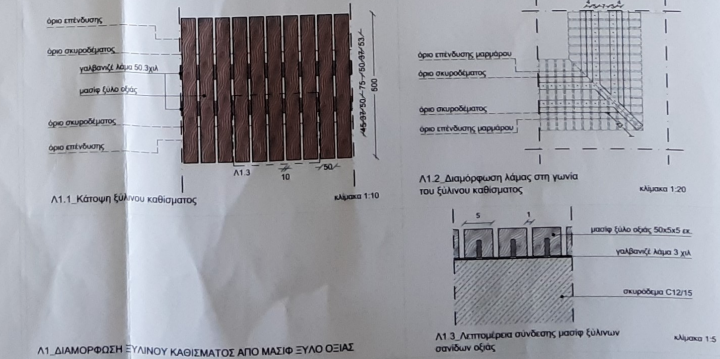 όριο επένδυσης
όριο σκυροδέματος
γαλβανιζέ λάμα 50.3χιλ
μασίφ ξύλο οξιάς
όριο σκυροδέματος
όριο επένδυσης
500
Λ1.3
10
50
Λ1.1_Κάτοψη ξύλινου καθίσματος
κλίμακα 1:10
όριο επένδυσης μαρμάρου
όριο σκυροδέματος
όριο σκυροδέματος
όριο επένδυσης μαρμάρου
Λ1.2_Διαμόρφωση λάμας στη γωνία
του ξύλινου καθίσματος
κλίμακα 1:20
5
1
μασίφ ξύλο οξιάς 50x5x5 εκ.
γαλβανιζέ λάμα 3 χιλ
σκυρόδεμα C12/15
Λ1.3_Λεπτομέρεια σύνδεσης μασίφ ξύλινων
σανίδων οξιάς
κλίμακα 1:5
Λ1_ΔΙΑΜΟΡΦΩΣΗ ΞΥΛΙΝΟΥ ΚΑΘΙΣΜΑΤΟΣ ΑΠΟ ΜΑΣΙΦ ΞΥΛΟ ΟΞΙΑΣ